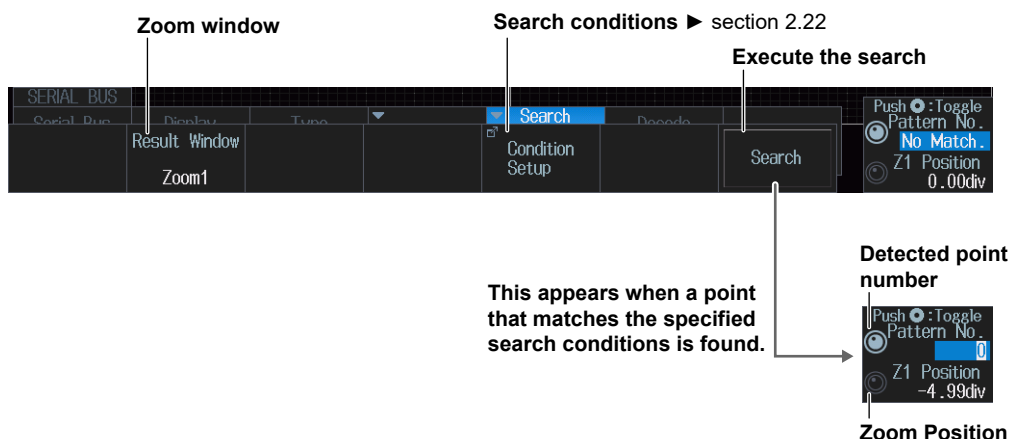 Zoom window
Search conditions ► section 2.22
Execute the search
SERIAL BUS
Serial Bus Display Type Search Decode
Result Window
Zoom1
Condition
Setup
Search
Push :Toggle
Pattern No.
No Match.
Z1 Position
0.00div
This appears when a point
that matches the specified
search conditions is found.
Detected point
number
Push :Toggle
Pattern No.
0
Z1 Position
-4.99div
Zoom Position